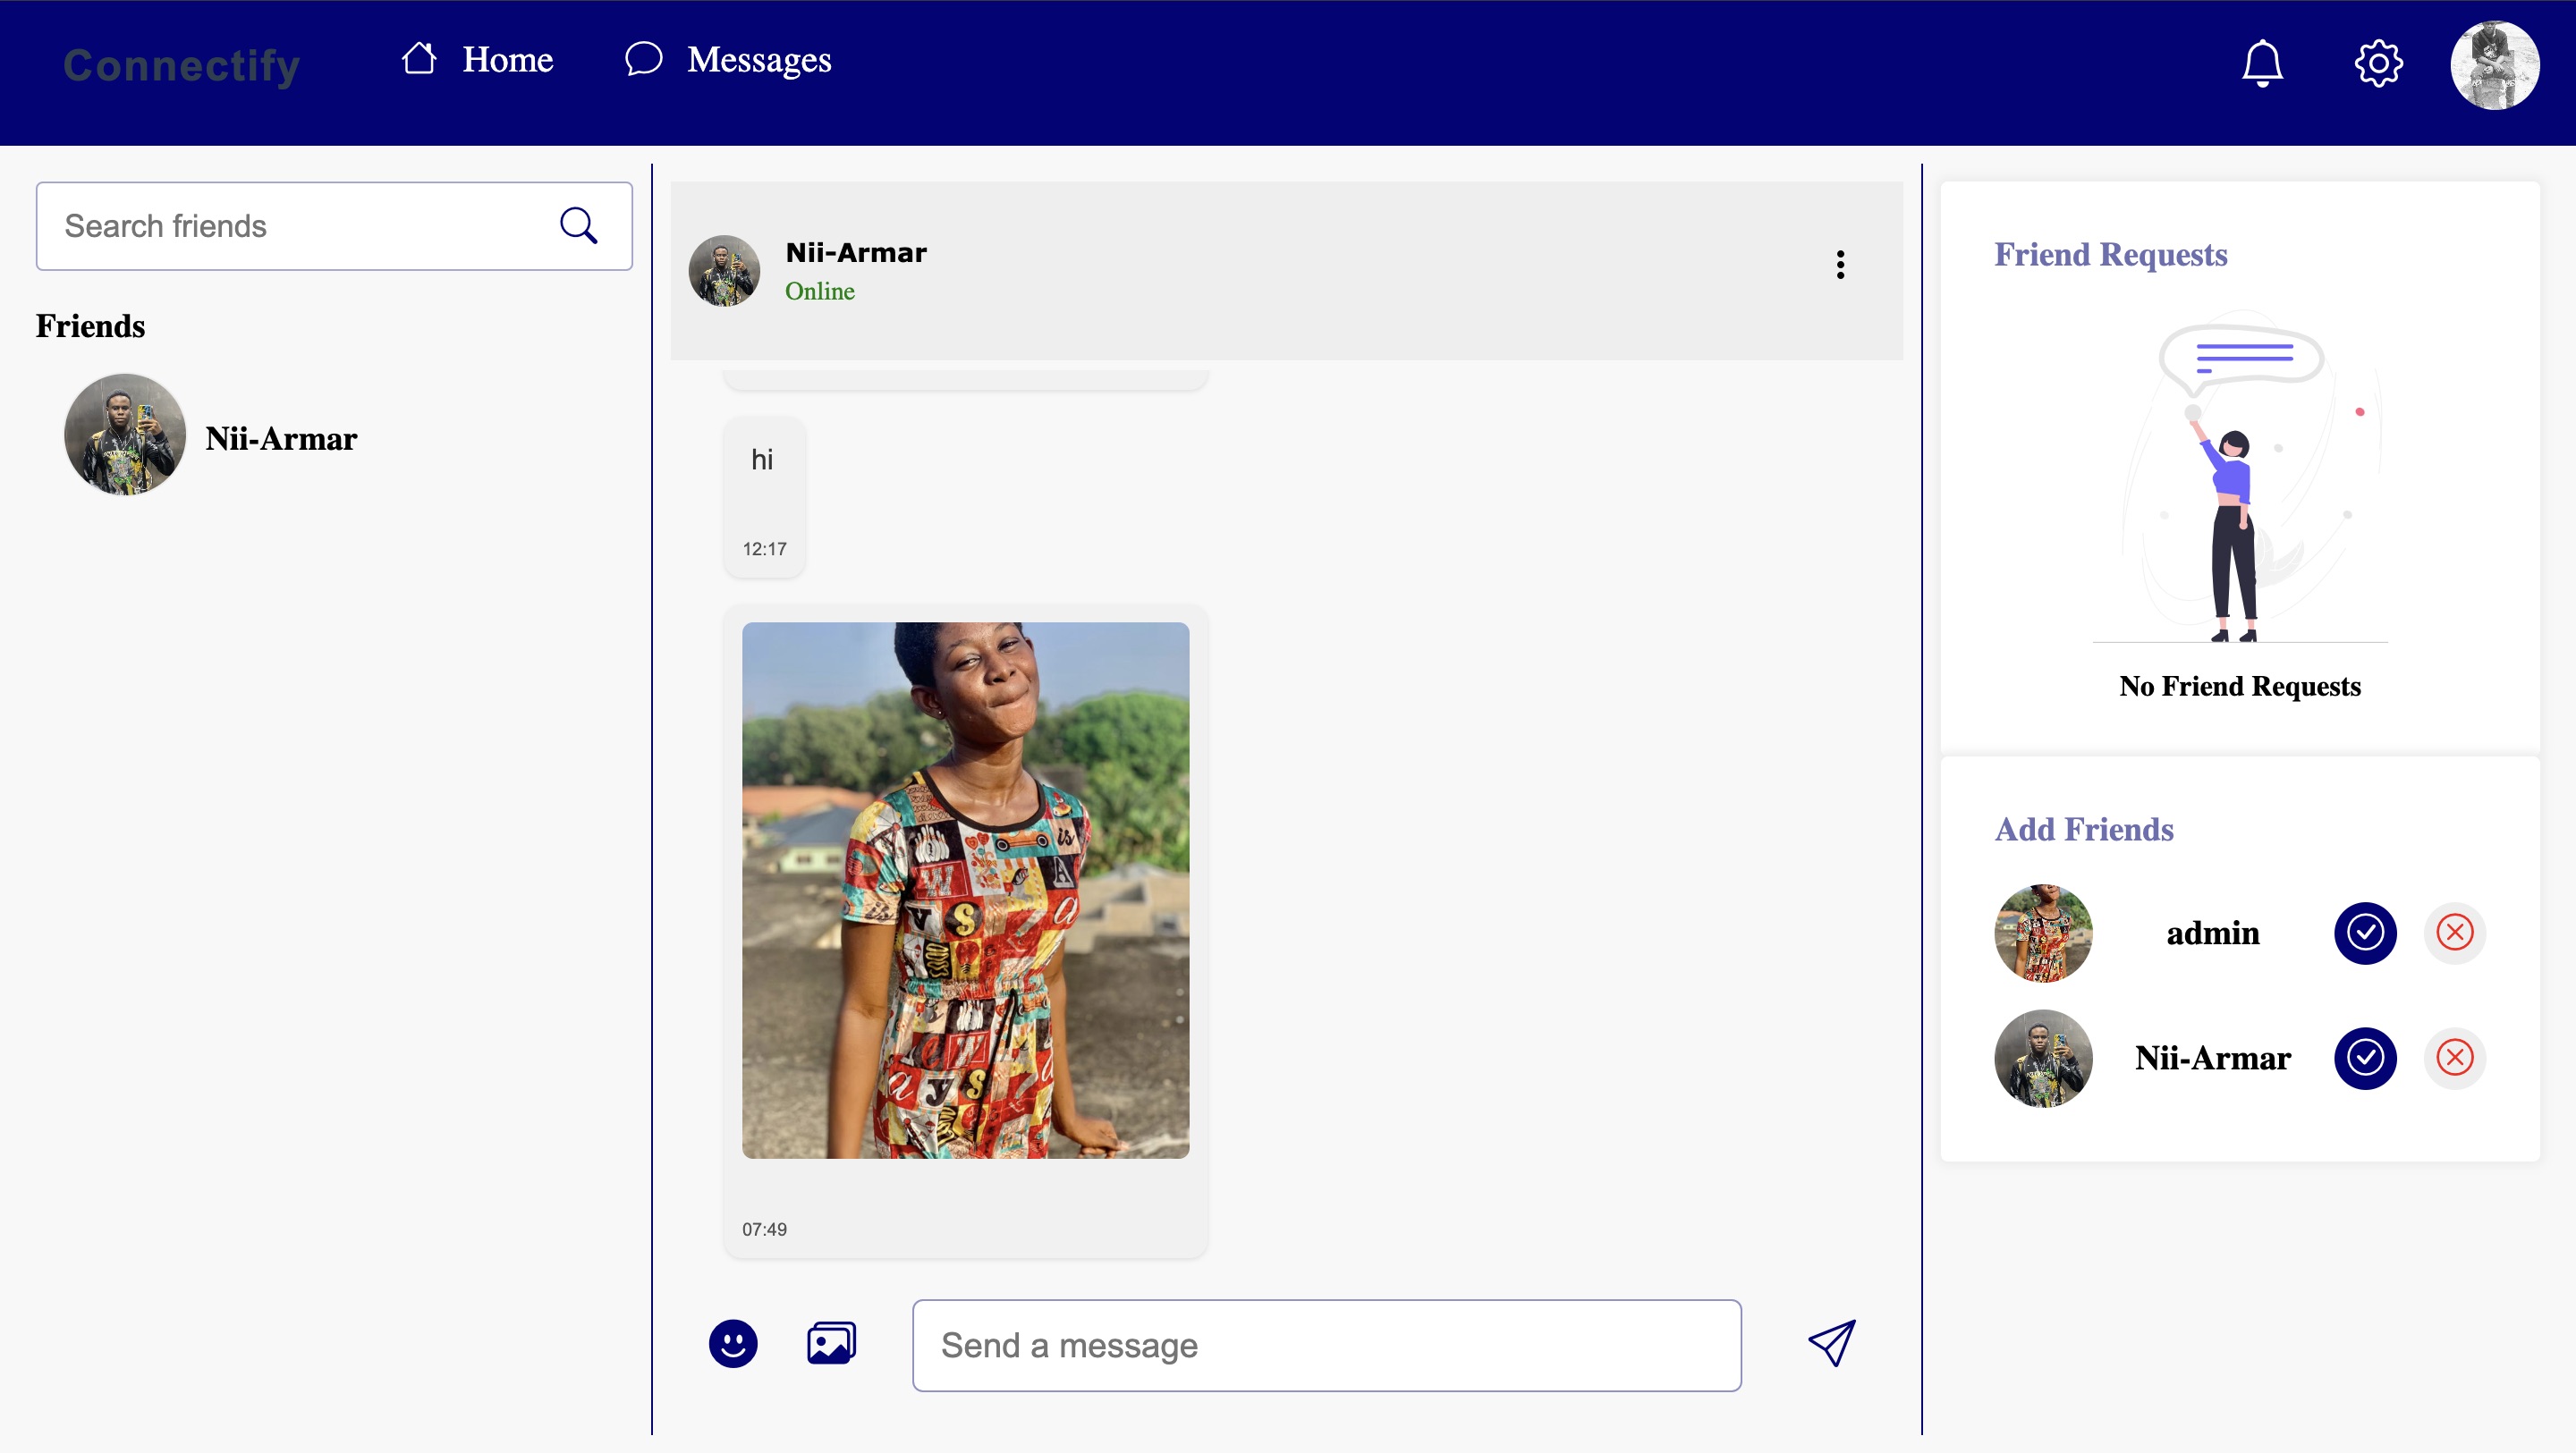 Connectify
Home
Messages
Search friends
Friends
Nii-Armar
Nii-Armar
Online
hi
12:17
07:49
Send a message
Friend Requests
No Friend Requests
Add Friends
admin
Nii-Armar